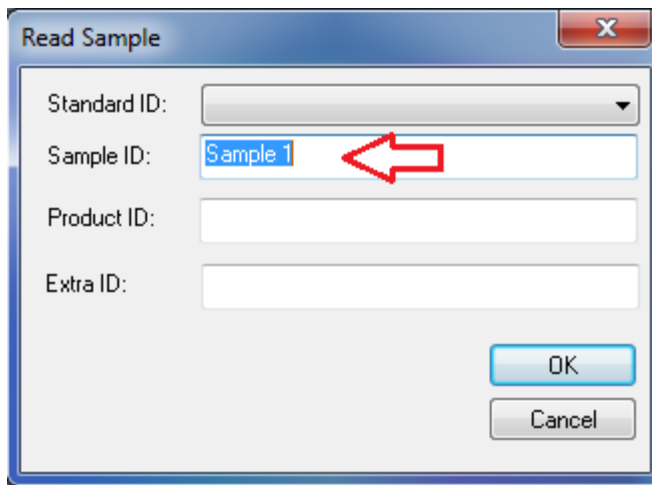 Read Sample
Standard ID:
Sample ID: Sample 1
Product ID:
Extra ID:
OK
Cancel